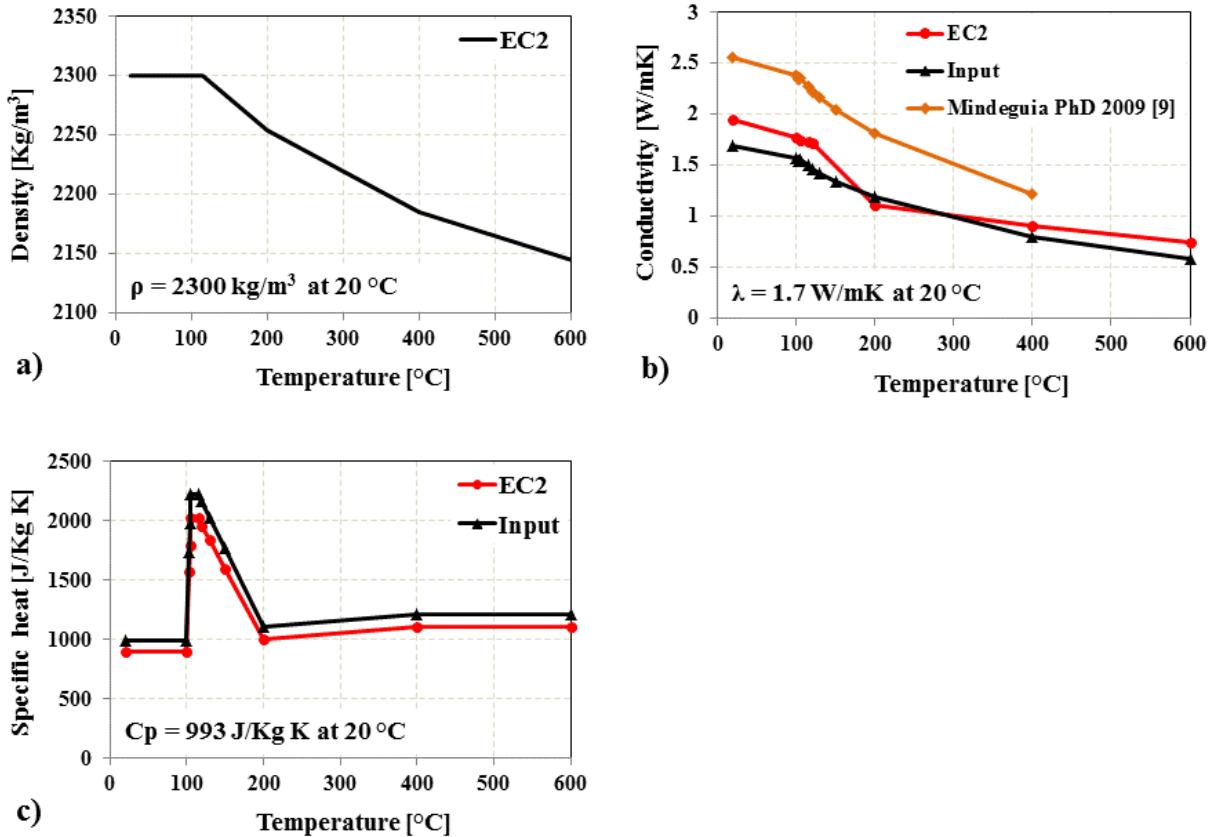 2350
2300
2250
2200
2150
2100
Density [Kg/m³]
EC2
ρ = 2300 kg/m³ at 20 °C
0 100 200 300 400 500 600
Temperature [°C]
a)
3
2.5
2
1.5
1
0.5
0
Conductivity [W/mK]
EC2
Input
Mindeguia PhD 2009 [9]
λ = 1.7 W/mK at 20 °C
0 100 200 300 400 500 600
Temperature [°C]
b)
2500
2000
1500
1000
500
0
Specific heat [J/Kg K]
EC2
Input
Cp = 993 J/Kg K at 20 °C
0 100 200 300 400 500 600
Temperature [°C]
c)